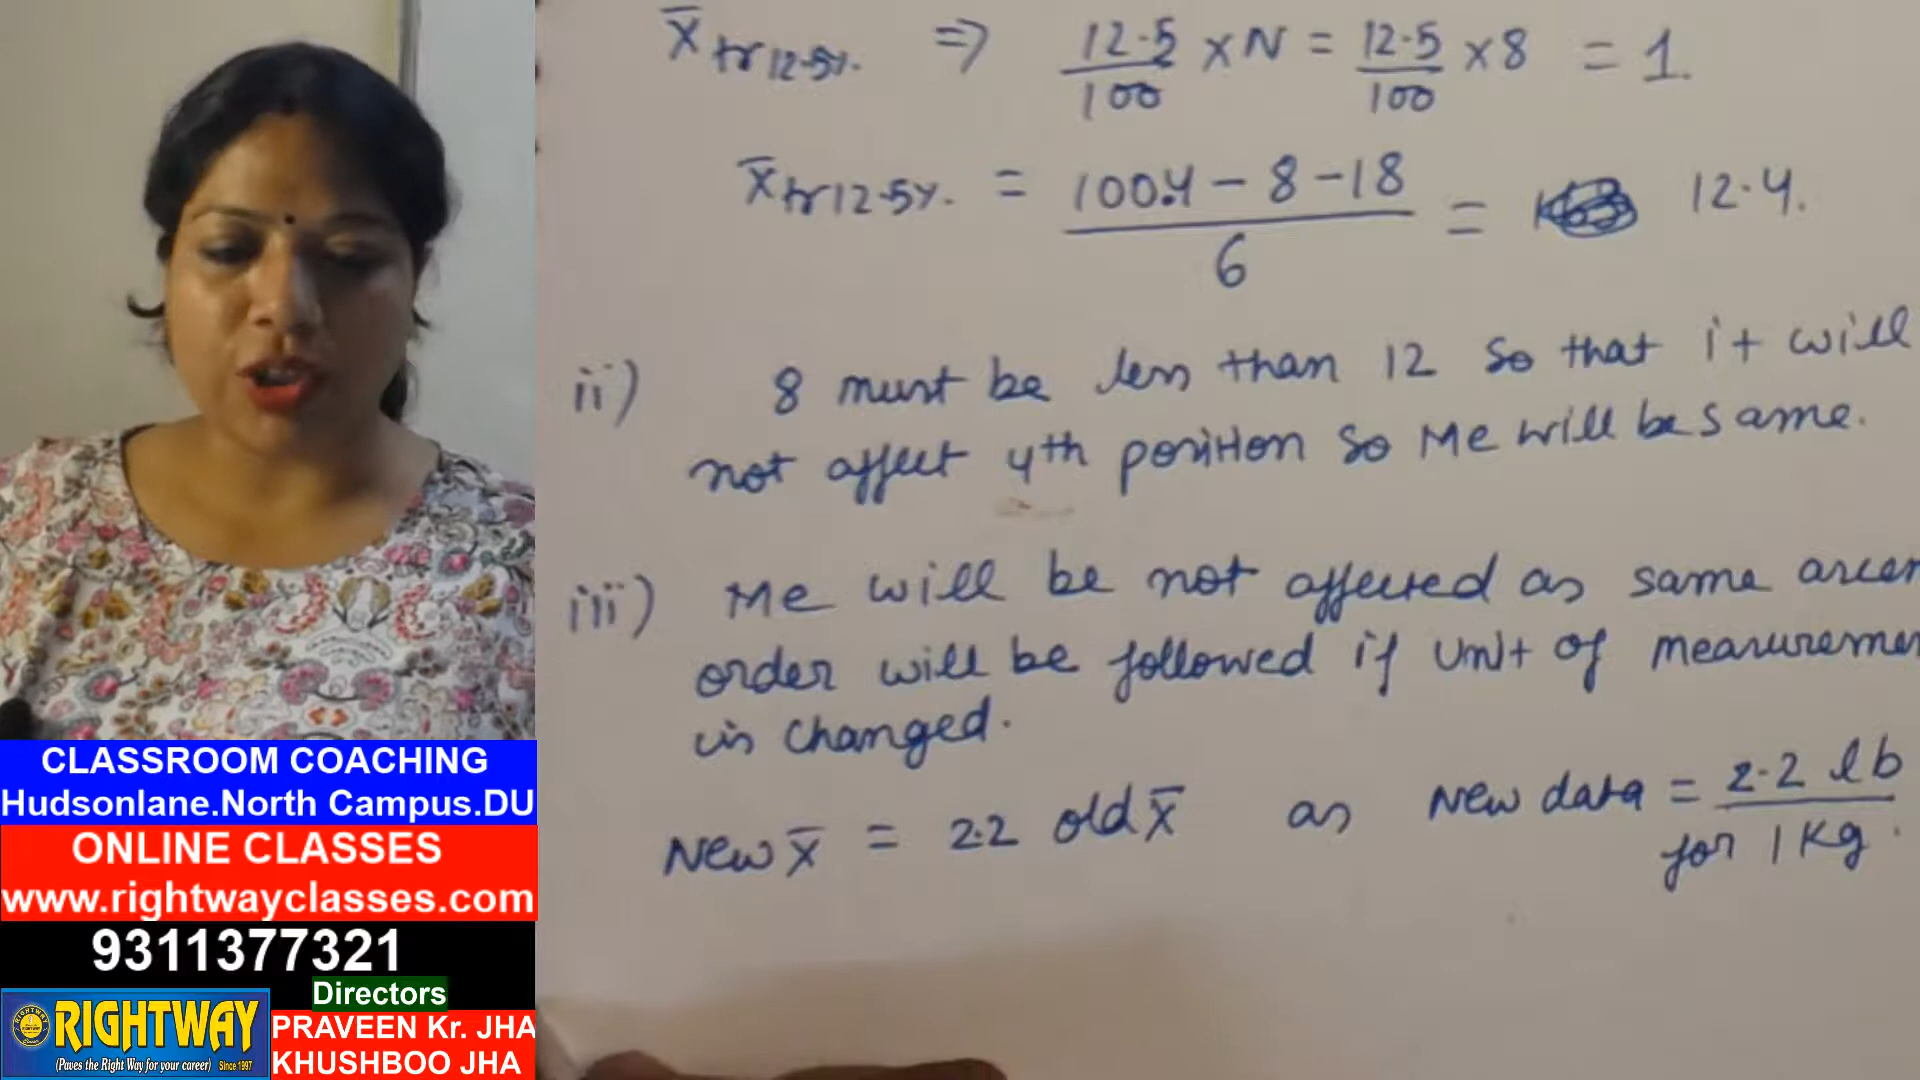 x̄ tr 12.5%. ⇒ 12.5/100 × N = 12.5/100 × 8 = 1.
x̄ tr 12.5%. = 100.4 - 8 - 18 / 6 = 12.4.
ii) 8 must be less than 12 so that it will
not affect 4th position so Me will be same.
iii) Me will be not affected as same ascen
order will be followed if unit of measuremen
is changed.
New x̄ = 2.2 old x̄ as New data = 2.2 lb / for 1 Kg.
CLASSROOM COACHING
Hudsonlane.North Campus.DU
ONLINE CLASSES
www.rightwayclasses.com
9311377321
Directors
PRAVEEN Kr. JHA
KHUSHBOO JHA
RIGHTWAY
(Paves the Right Way for your career) Since 1997